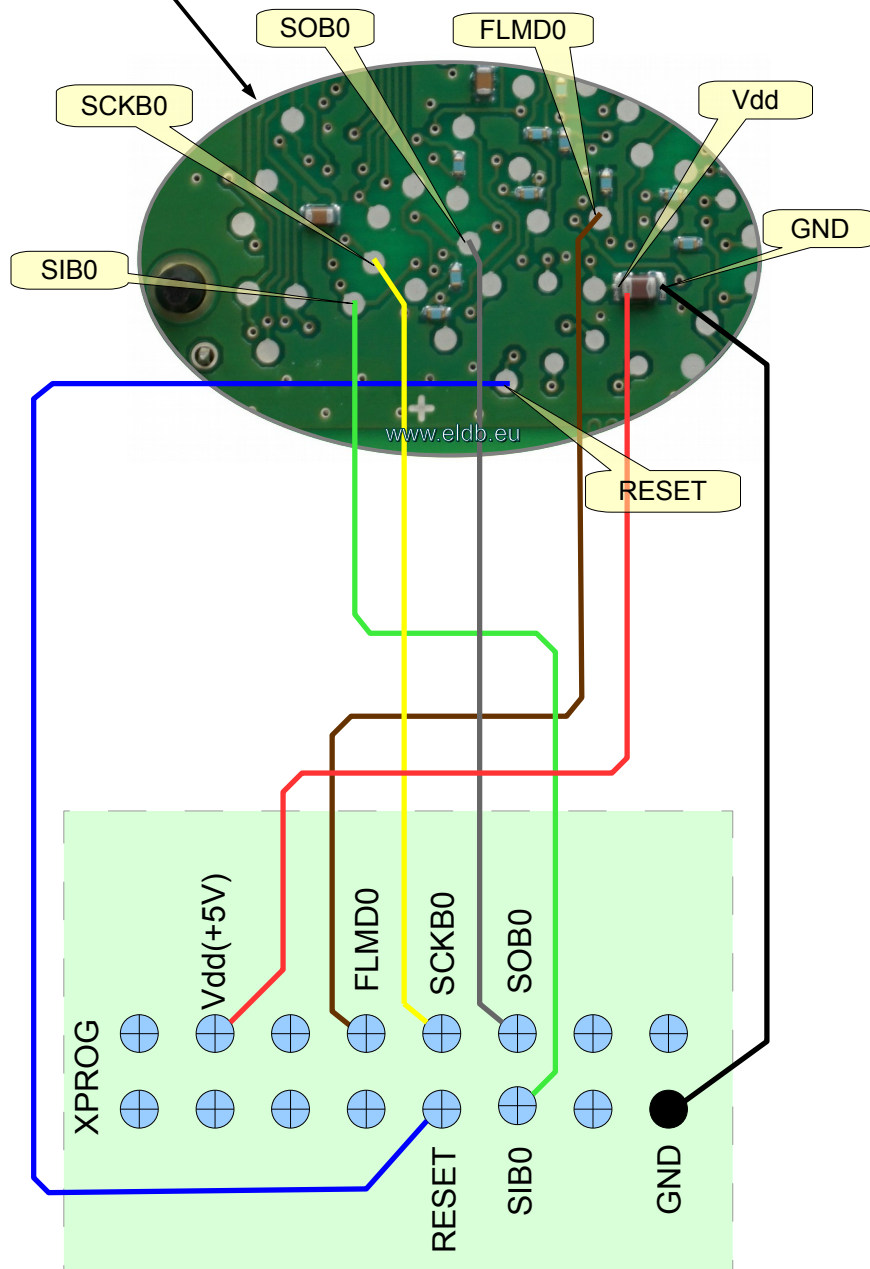 SOB0
FLMD0
SCKB0
Vdd
GND
SIB0
www.eldb.eu
RESET
Vdd(+5V)
FLMD0
SCKB0
SOB0
XPROG
RESET
SIB0
GND